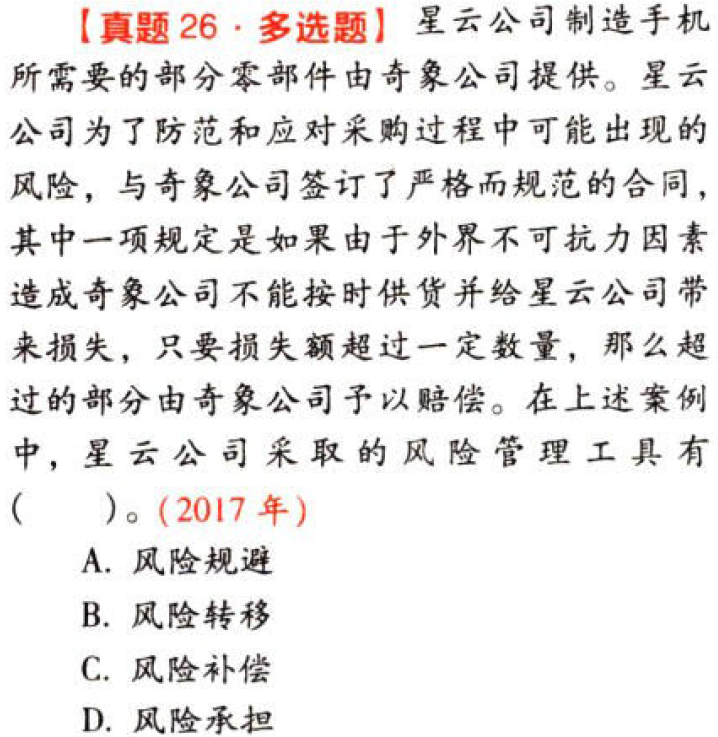 【真题 26 · 多选题】 星云公司制造手机
所需要的部分零部件由奇象公司提供。星云
公司为了防范和应对采购过程中可能出现的
风险，与奇象公司签订了严格而规范的合同，
其中一项规定是如果由于外界不可抗力因素
造成奇象公司不能按时供货并给星云公司带
来损失，只要损失额超过一定数量，那么超
过的部分由奇象公司予以赔偿。在上述案例
中，星云公司采取的风险管理工具有
(　　)。(2017 年)
A. 风险规避
B. 风险转移
C. 风险补偿
D. 风险承担